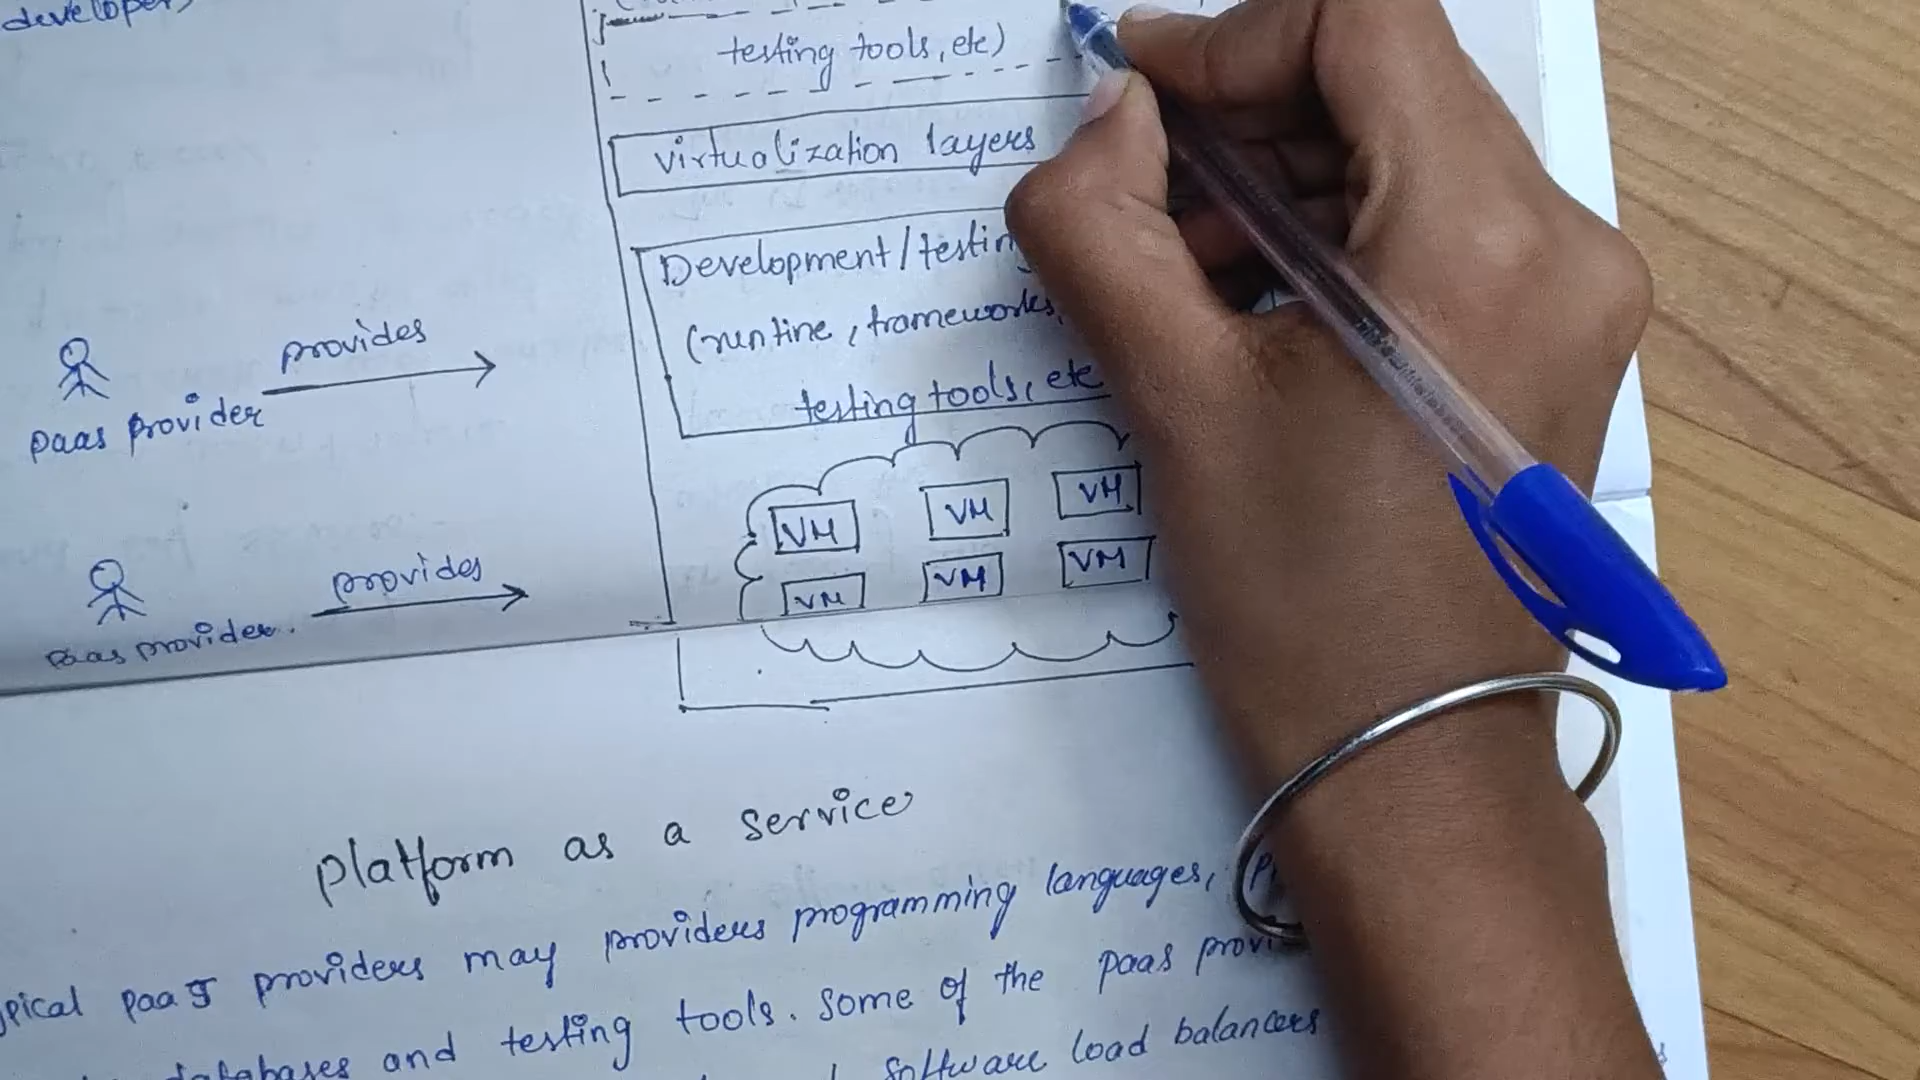 developer)
testing tools, etc)
virtualization layers
Development/testin
(runtine, frameworks,
testing tools, etc
provides
paas provider
VM VM VM
VM VM VM
provides
paas provider.
platform as a service
pical paas providers may providers programming languages,
databases and testing tools. Some of the paas provi
software load balancers